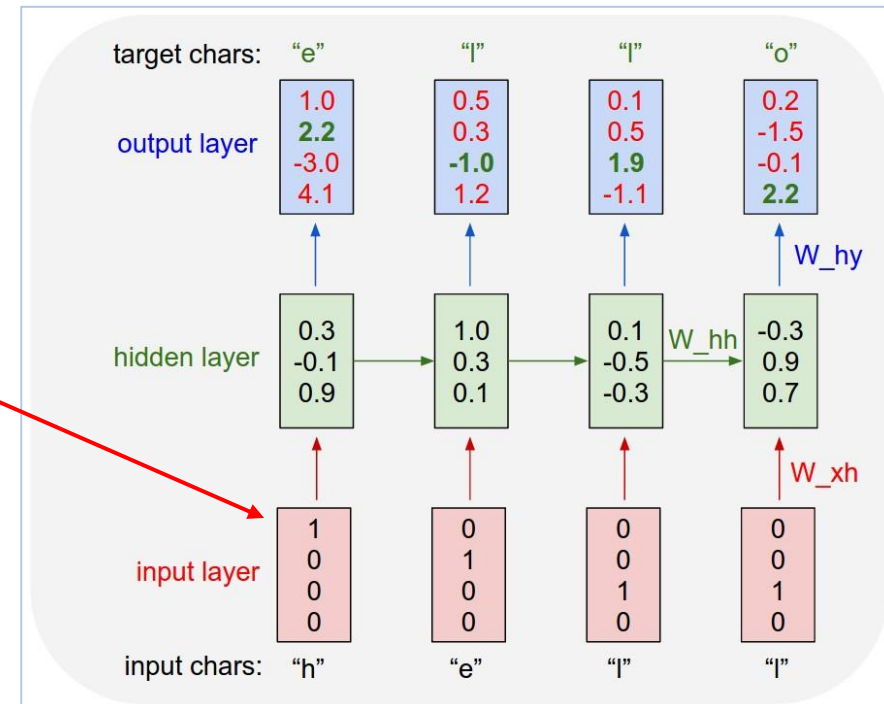 target chars: “e” “l” “l” “o”
1.0 0.5 0.1 0.2
2.2 0.3 0.5 -1.5
output layer
-3.0 -1.0 1.9 -0.1
4.1 1.2 -1.1 2.2
W_hy
0.3 1.0 0.1 W_hh -0.3
hidden layer -0.1 0.3 -0.5 0.9
0.9 0.1 -0.3 0.7
W_xh
1 0 0 0
0 1 0 0
input layer
0 0 1 1
0 0 0 0
input chars: “h” “e” “l” “l”